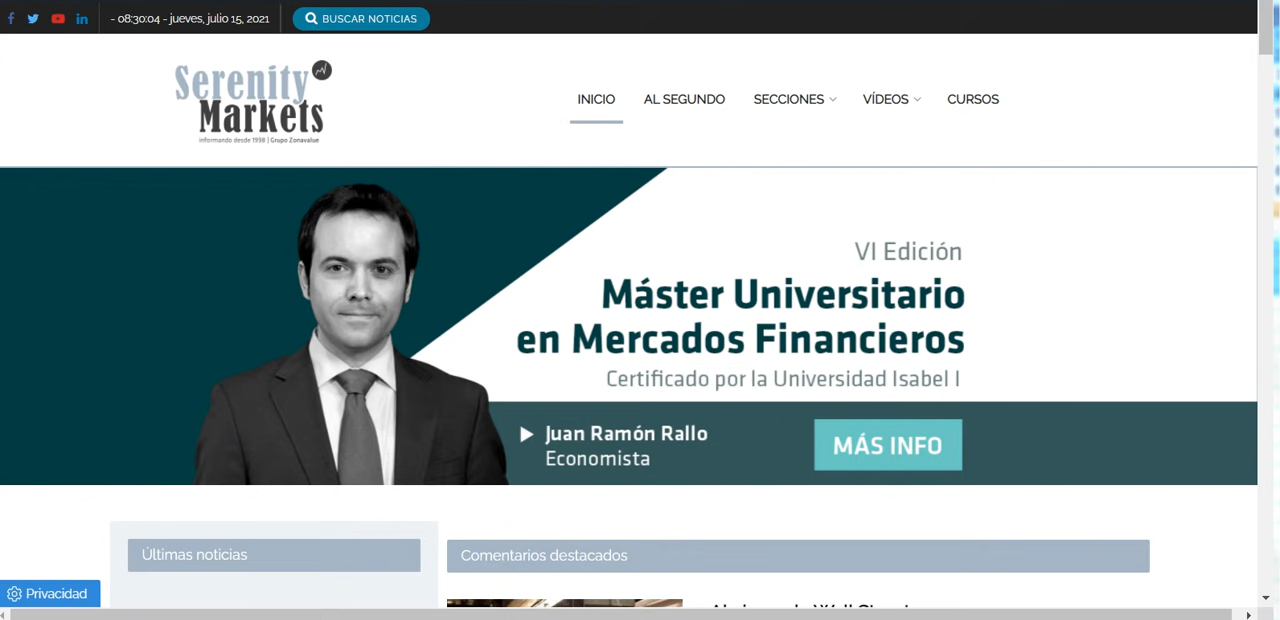 - 08:30:04 - jueves, julio 15, 2021
BUSCAR NOTICIAS
Serenity
Markets
informando desde 1998 | Grupo Zonavalue
INICIO
AL SEGUNDO
SECCIONES
VÍDEOS
CURSOS
VI Edición
Máster Universitario
en Mercados Financieros
Certificado por la Universidad Isabel I
Juan Ramón Rallo
Economista
MÁS INFO
Últimas noticias
Comentarios destacados
Privacidad